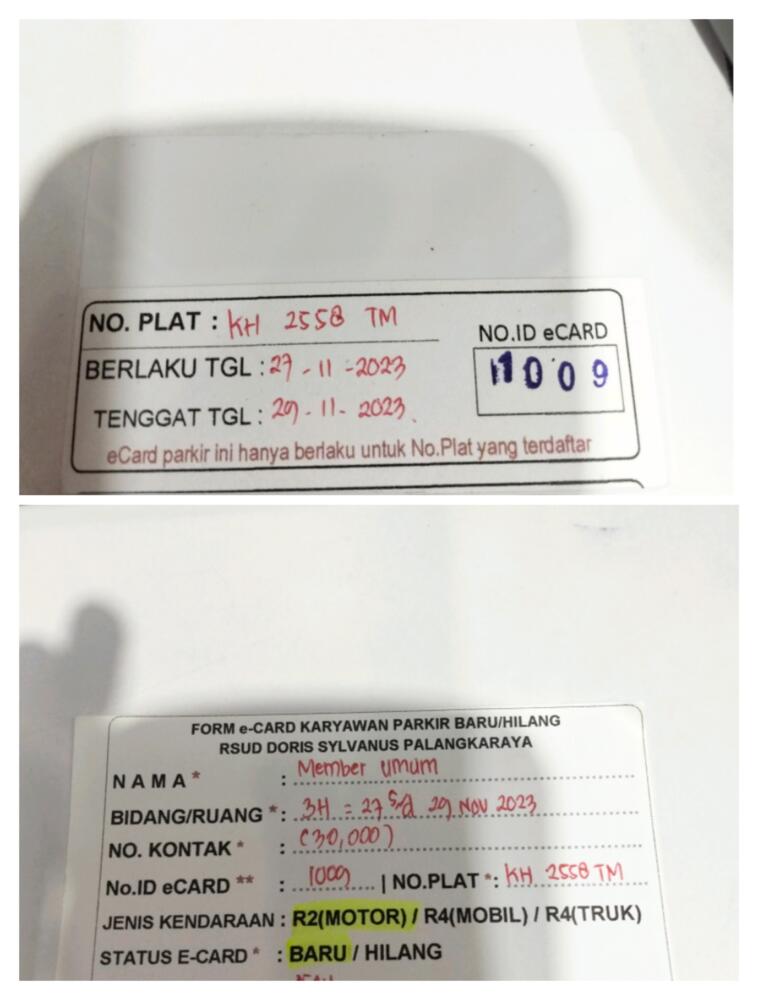 NO. PLAT : KH 2558 TM
NO.ID eCARD
BERLAKU TGL : 27 - 11 - 2023
1009
TENGGAT TGL : 29 - 11 - 2023
eCard parkir ini hanya berlaku untuk No.Plat yang terdaftar
FORM e-CARD KARYAWAN PARKIR BARU/HILANG
RSUD DORIS SYLVANUS PALANGKARAYA
NAMA* : Member umum
BIDANG/RUANG *: 3H = 27 s/d 29 NOV 2023
NO. KONTAK * : (30,000)
No.ID eCARD ** : 1009 | NO.PLAT *: KH 2558 TM
JENIS KENDARAAN : R2(MOTOR) / R4(MOBIL) / R4(TRUK)
STATUS E-CARD * : BARU / HILANG